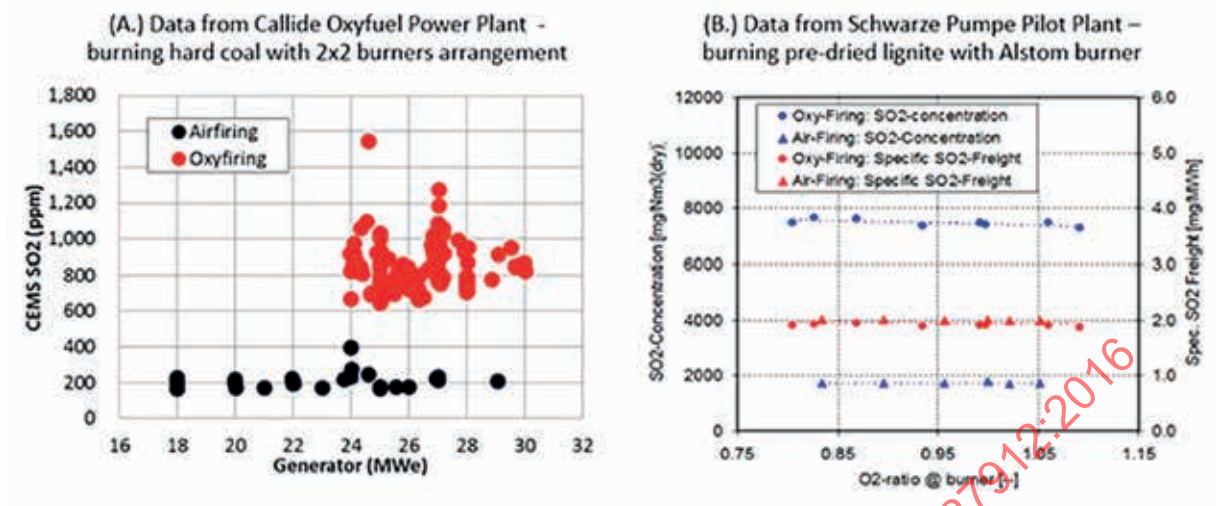 (A.) Data from Callide Oxyfuel Power Plant -
burning hard coal with 2x2 burners arrangement
1,800
1,600
1,400
1,200
1,000
800
600
400
200
0
CEMS SO2 (ppm)
Airfiring
Oxyfiring
16 18 20 22 24 26 28 30 32
Generator (MWe)
(B.) Data from Schwarze Pumpe Pilot Plant –
burning pre-dried lignite with Alstom burner
12000
10000
8000
6000
4000
2000
0
SO2-Concentration [mg/Nm3(dry)]
Oxy-Firing: SO2-concentration
Air-Firing: SO2-Concentration
Oxy-Firing: Specific SO2-Freight
Air-Firing: Specific SO2-Freight
6.0
5.0
4.0
3.0
2.0
1.0
0.0
Spec. SO2 Freight [mg/MWh]
0.75 0.85 0.95 1.05 1.15
O2-ratio @ burner [--]
27912:2016